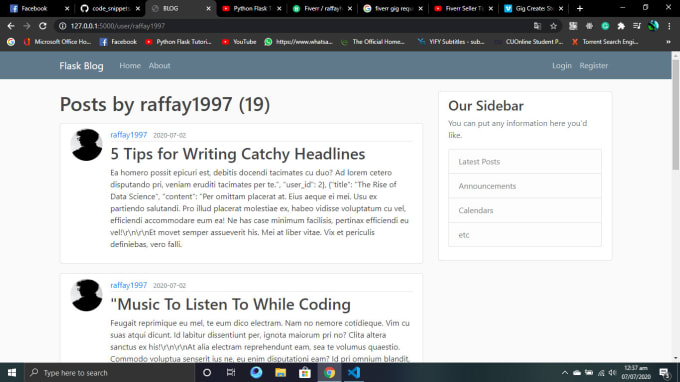 Facebook
code_snippets
BLOG
Python Flask T
Fiverr / raffay1
fiverr gig requ
Fiverr Seller Ti
Gig Create Stu
127.0.0.1:5000/user/raffay1997
Microsoft Office Ho...
Facebook
Python Flask Tutori...
YouTube
https://www.whatsa...
The Official Home...
YIFY Subtitles - sub...
CUOnline Student P...
Torrent Search Engi...
Flask Blog
Home
About
Login
Register
Posts by raffay1997 (19)
raffay1997 2020-07-02
5 Tips for Writing Catchy Headlines
Ea homero possit epicuri est, debitis docendi tacimates cu duo? Ad lorem cetero
disputando pri, veniam eruditi tacimates per te.", "user_id": 2}, {"title": "The Rise of
Data Science", "content": "Per omittam placerat at. Eius aeque ei mei. Usu ex
partiendo salutandi. Pro illud placerat molestiae ex, habeo vidisse voluptatum cu vel,
efficiendi accommodare eum ea! Ne has case minimum facilisis, pertinax efficiendi eu
vel!\r\n\r\nEt movet semper assueverit his. Mei at liber vitae. Vix et periculis
definiebas, vero falli.
raffay1997 2020-07-02
"Music To Listen To While Coding
Feugait reprimique eu mel, te eum dico electram. Nam no nemore cotidieque. Vim cu
suas atqui dicunt. Id labitur dissentiunt per, ignota maiorum pri no? Clita altera
sanctus ex his!\r\n\r\nAt alia electram reprehendunt eam, sea te volumus quaestio.
Commodo voluptua senserit ius ne, eu enim disputationi eam? Id pri omnium blandit,
Our Sidebar
You can put any information here you'd
like.
Latest Posts
Announcements
Calendars
etc
Type here to search
12:37 am
07/07/2020